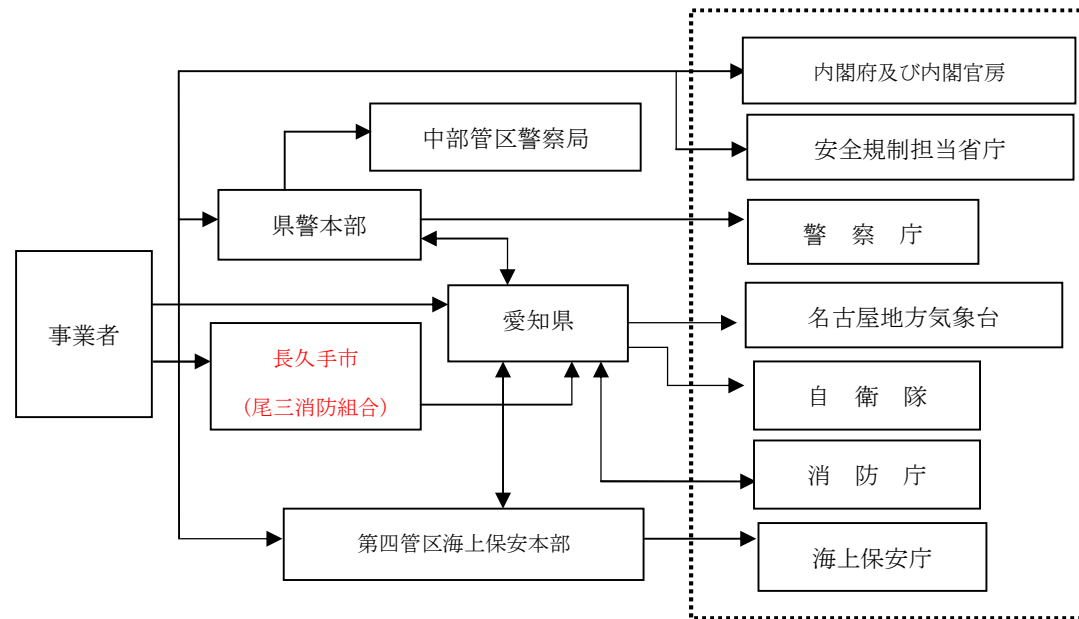 内閣府及び内閣官房
中部管区警察局
安全規制担当省庁
県警本部
警 察 庁
事業者
愛知県
名古屋地方気象台
長久手市
(尾三消防組合)
自 衛 隊
消 防 庁
第四管区海上保安本部
海上保安庁